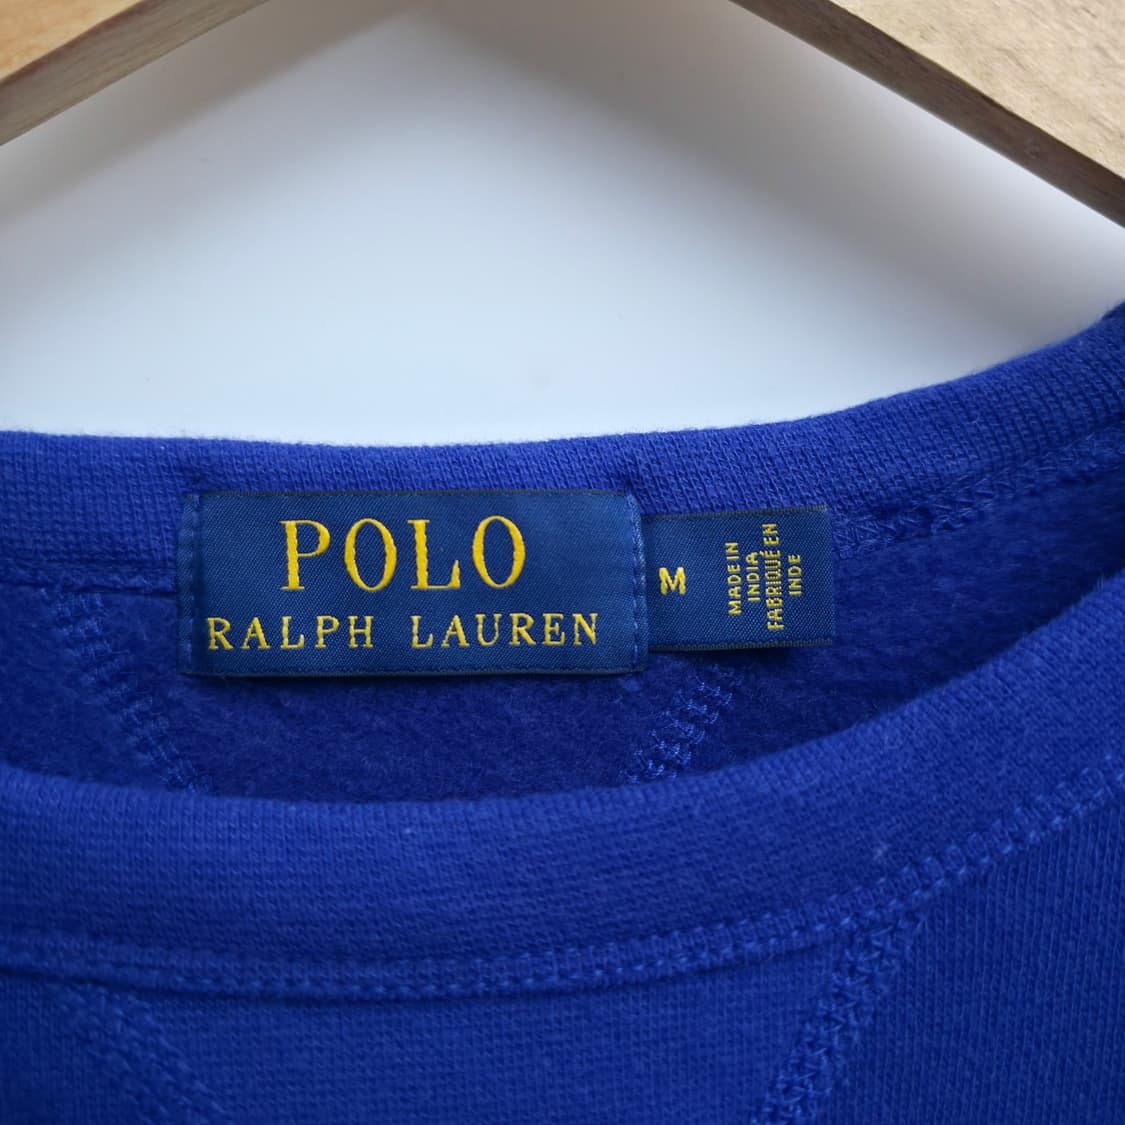 POLO
RALPH LAUREN
M
MADE IN
INDIA
FABRIQUÉ EN
INDE